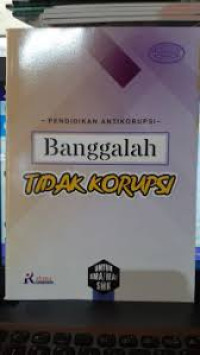 - PENDIDIKAN ANTIKORUPSI -
Banggalah
TIDAK KORUPSI
UNTUK
SMA/MA/
SMK